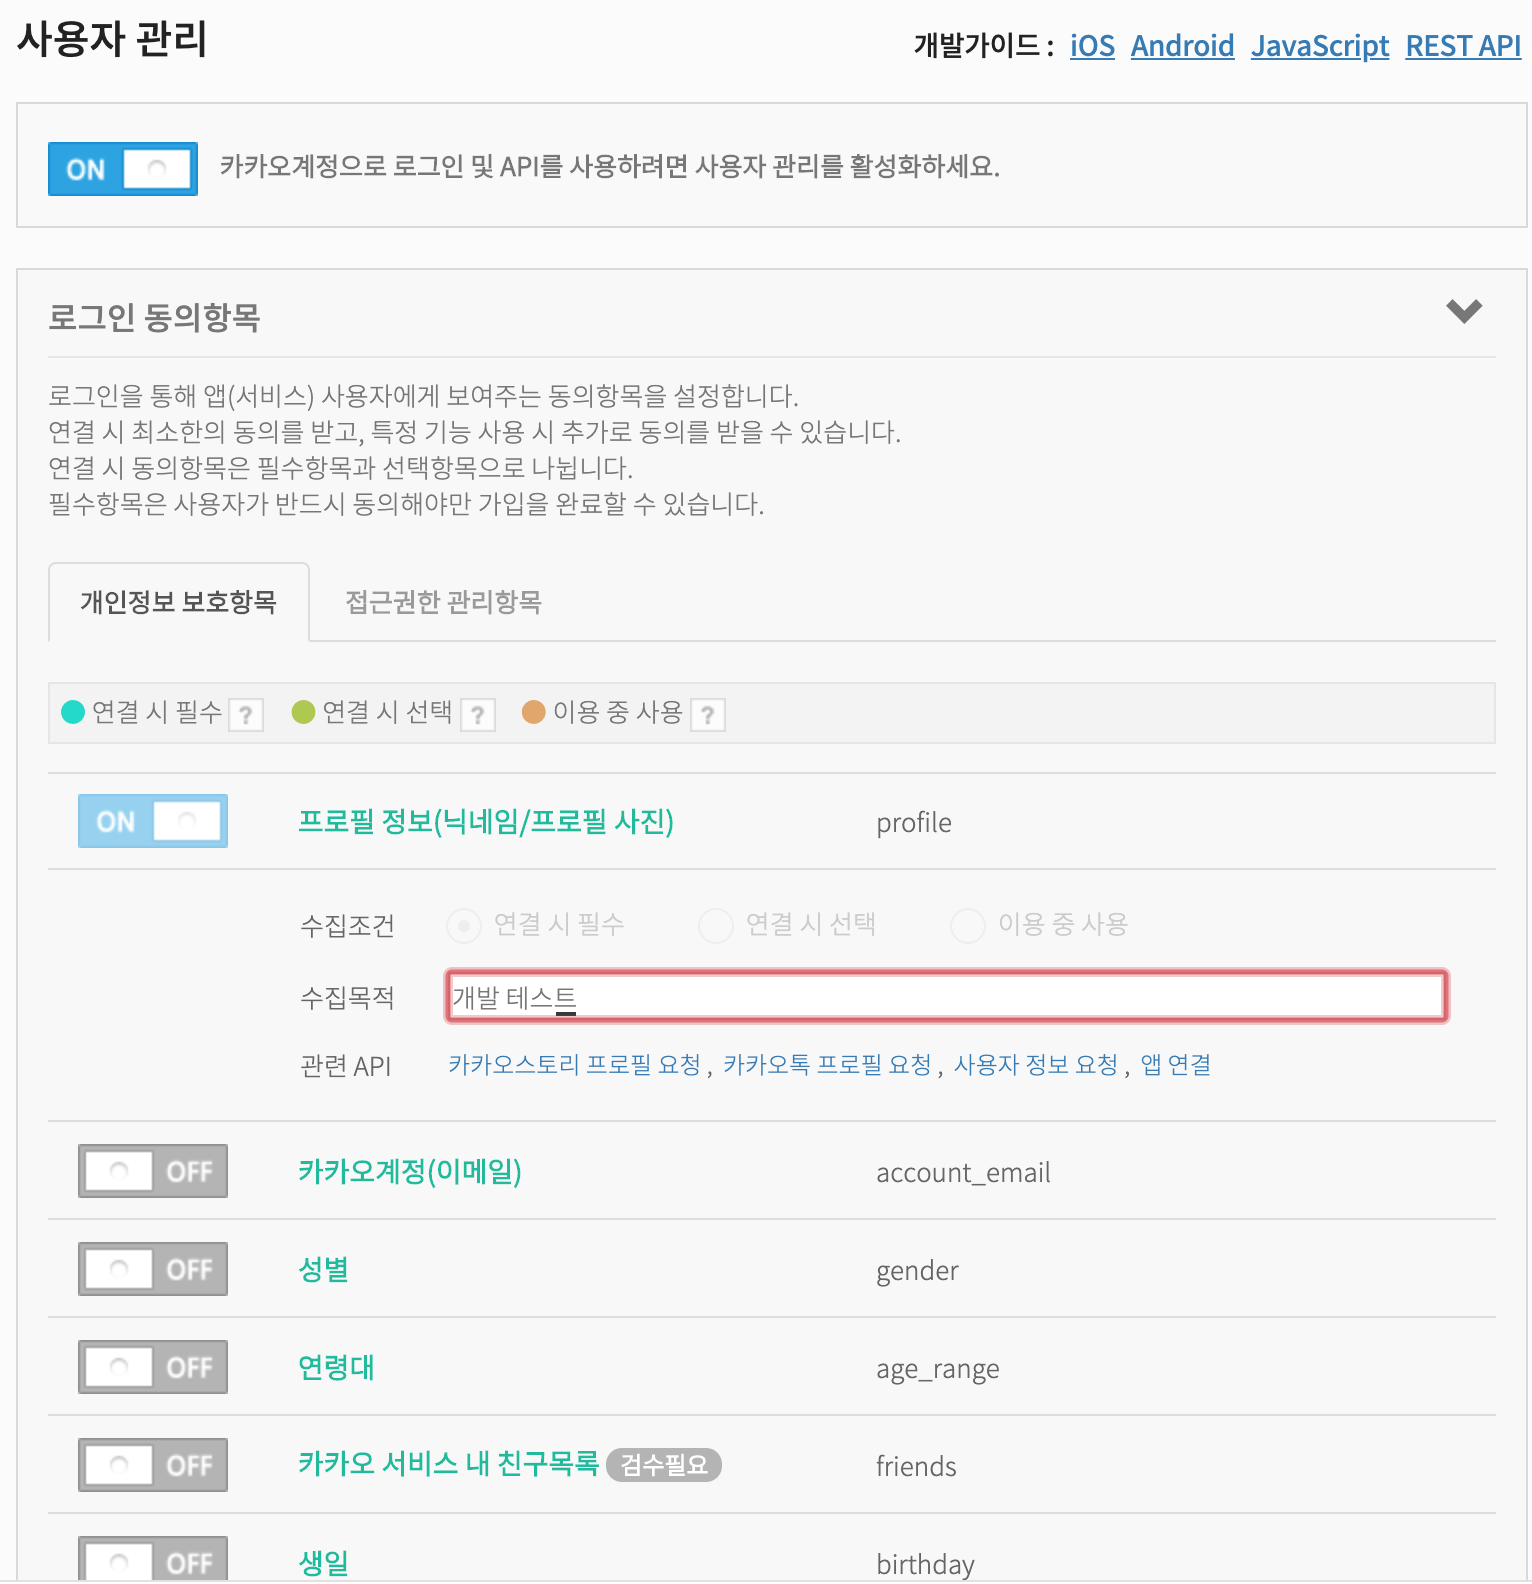 사용자 관리
개발가이드 : iOS Android JavaScript REST API
ON 카카오계정으로 로그인 및 API를 사용하려면 사용자 관리를 활성화하세요.
로그인 동의항목
로그인을 통해 앱(서비스) 사용자에게 보여주는 동의항목을 설정합니다.
연결 시 최소한의 동의를 받고, 특정 기능 사용 시 추가로 동의를 받을 수 있습니다.
연결 시 동의항목은 필수항목과 선택항목으로 나뉩니다.
필수항목은 사용자가 반드시 동의해야만 가입을 완료할 수 있습니다.
개인정보 보호항목 접근권한 관리항목
연결 시 필수 ? 연결 시 선택 ? 이용 중 사용 ?
ON 프로필 정보(닉네임/프로필 사진) profile
수집조건 연결 시 필수 연결 시 선택 이용 중 사용
수집목적 개발 테스트
관련 API 카카오스토리 프로필 요청 , 카카오톡 프로필 요청 , 사용자 정보 요청 , 앱 연결
OFF 카카오계정(이메일) account_email
OFF 성별 gender
OFF 연령대 age_range
OFF 카카오 서비스 내 친구목록 검수필요 friends
OFF 생일 birthday